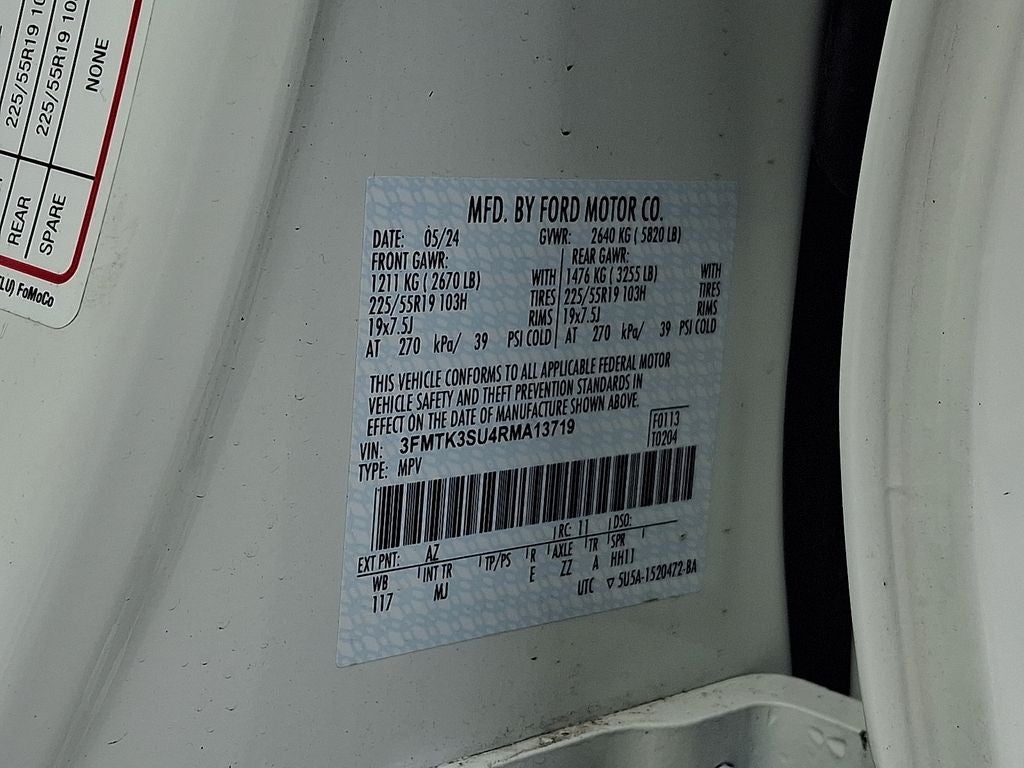 225/55R19 10
225/55R19 10
NONE
REAR
SPARE
LU) FoMoCo
MFD. BY FORD MOTOR CO.
DATE: 05/24 GVWR: 2640 KG ( 5820 LB)
FRONT GAWR: REAR GAWR:
1211 KG ( 2670 LB) WITH 1476 KG ( 3255 LB) WITH
225/55R19 103H TIRES 225/55R19 103H TIRES
19x7.5J RIMS 19x7.5J RIMS
AT 270 kPa/ 39 PSI COLD AT 270 kPa/ 39 PSI COLD
THIS VEHICLE CONFORMS TO ALL APPLICABLE FEDERAL MOTOR
VEHICLE SAFETY AND THEFT PREVENTION STANDARDS IN
EFFECT ON THE DATE OF MANUFACTURE SHOWN ABOVE.
VIN: 3FMTK3SU4RMA13719 F0113
TYPE: MPV T0204
EXT PNT: AZ RC: 11 DSO:
WB INT TR TP/PS R AXLE TR SPR
117 MJ E ZZ A HH11
UTC ▽ 5U5A-1520472-BA